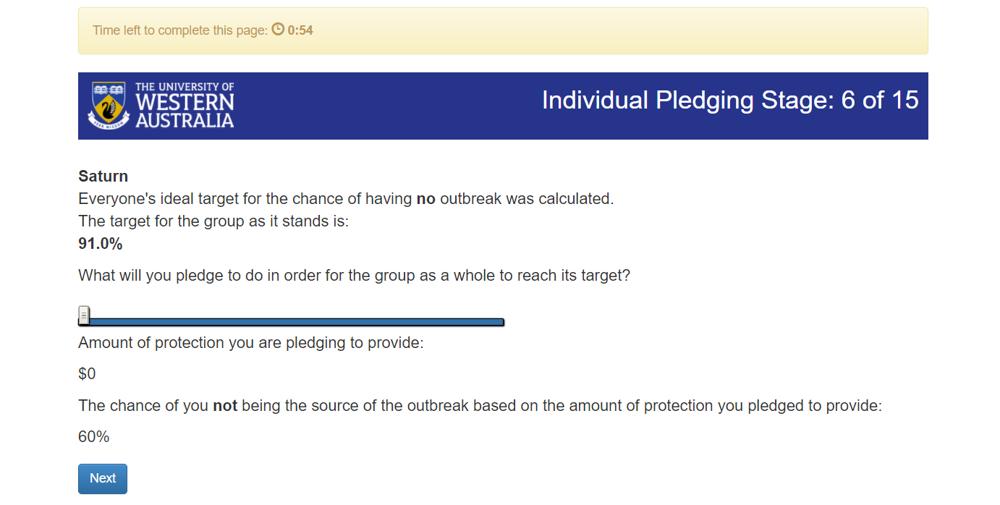 Time left to complete this page: 0:54
THE UNIVERSITY OF
WESTERN
AUSTRALIA
SEEK WISDOM
Individual Pledging Stage: 6 of 15
Saturn
Everyone's ideal target for the chance of having no outbreak was calculated.
The target for the group as it stands is:
91.0%
What will you pledge to do in order for the group as a whole to reach its target?
Amount of protection you are pledging to provide:
$0
The chance of you not being the source of the outbreak based on the amount of protection you pledged to provide:
60%
Next